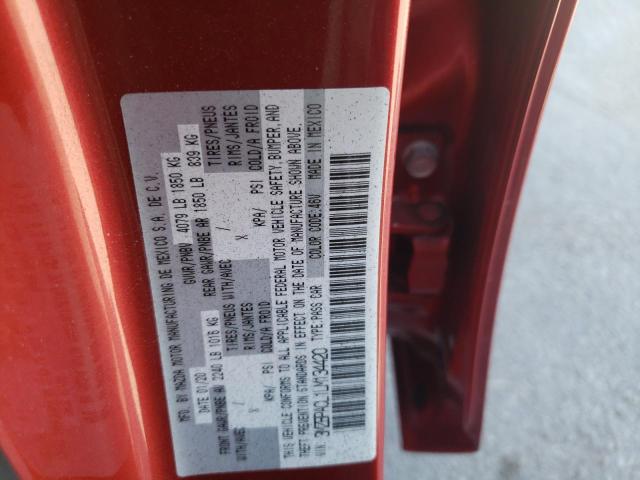 MFD. BY MAZDA MOTOR MANUFACTURING DE MEXICO S.A. DE C.V.
DATE: 01/20 GVWR/PNBV 4079 LB 1850 KG
FRONT GAWR/PNBE AV 2240 LB 1016 KG REAR GAWR/PNBE AR 1850 LB 839 KG
WITH/AVEC / TIRES/PNEUS WITH/AVEC / TIRES/PNEUS
X RIMS/JANTES X RIMS/JANTES
KPA/ PSI COLD/A FROID KPA/ PSI COLD/A FROID
THIS VEHICLE CONFORMS TO ALL APPLICABLE FEDERAL MOTOR VEHICLE SAFETY, BUMPER, AND
THEFT PREVENTION STANDARDS IN EFFECT ON THE DATE OF MANUFACTURE SHOWN ABOVE.
VIN: 3MZBPACL1LM134420 TYPE:PASS CAR COLOR CODE:46V MADE IN MEXICO